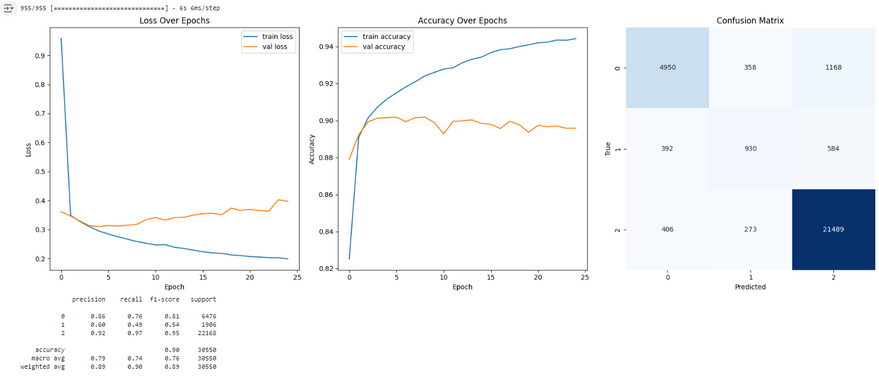 955/955 [==============================] - 6s 6ms/step
Loss Over Epochs
train loss
val loss
0.9
0.8
0.7
0.6
0.5
0.4
0.3
0.2
Loss
0 5 10 15 20 25
Epoch
Accuracy Over Epochs
train accuracy
val accuracy
0.94
0.92
0.90
0.88
0.86
0.84
0.82
Accuracy
0 5 10 15 20 25
Epoch
Confusion Matrix
0 4950 358 1168
1 392 930 584
2 406 273 21489
True
0 1 2
Predicted
precision recall f1-score support
0 0.86 0.76 0.81 6476
1 0.60 0.49 0.54 1906
2 0.92 0.97 0.95 22168
accuracy 0.90 30550
macro avg 0.79 0.74 0.76 30550
weighted avg 0.89 0.90 0.89 30550